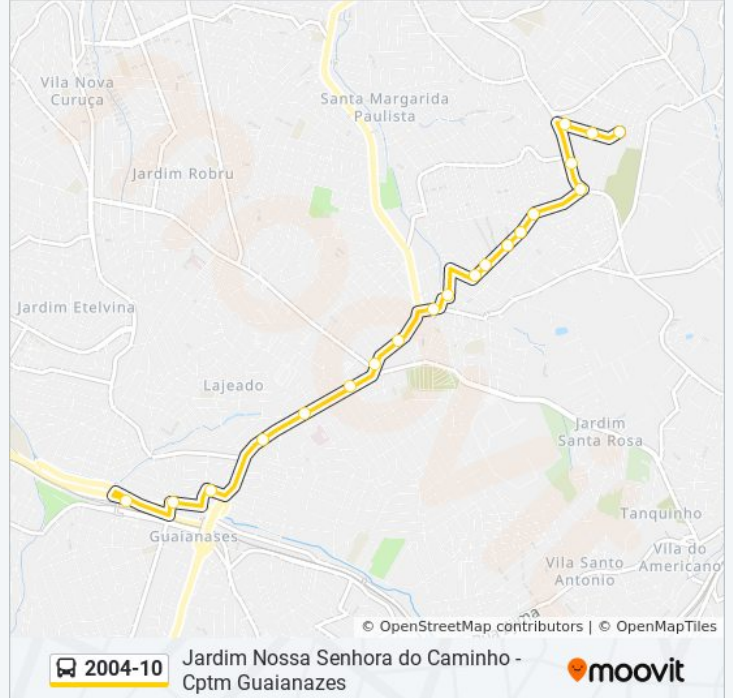 Vila Nova
Curuça
Santa Margarida
Paulista
Jardim Robru
Jardim Etelvina
Lajeado
Jardim
Santa Rosa
Tanquinho
Guaianases
Vila Santo
Antonio
Vila do
Americano
© OpenStreetMap contributors | © OpenMapTiles
2004-10
Jardim Nossa Senhora do Caminho -
Cptm Guaianazes
moovit